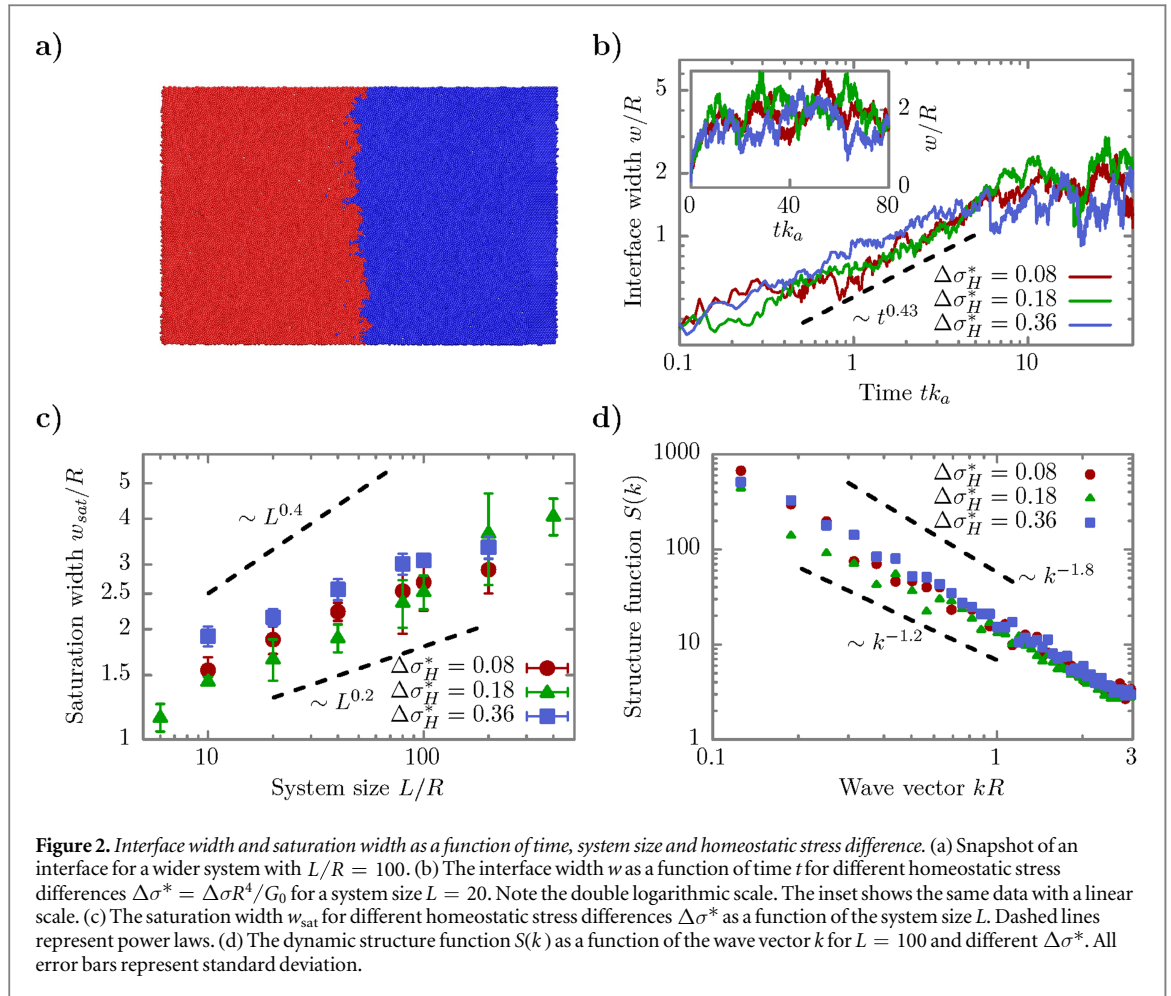 a)
b)
Interface width w/R
5
2
1
0.1
1
10
Time tk_a
w/R
2
0
0
40
80
tk_a
Δσ*_H = 0.08
Δσ*_H = 0.18
Δσ*_H = 0.36
∼ t^0.43
c)
Saturation width w_sat/R
5
4
3
2.5
2
1.5
1
10
100
System size L/R
∼ L^0.4
∼ L^0.2
Δσ*_H = 0.08
Δσ*_H = 0.18
Δσ*_H = 0.36
d)
Structure function S(k)
1000
100
10
1
0.1
1
3
Wave vector kR
Δσ*_H = 0.08
Δσ*_H = 0.18
Δσ*_H = 0.36
∼ k^−1.8
∼ k^−1.2
Figure 2. Interface width and saturation width as a function of time, system size and homeostatic stress difference. (a) Snapshot of an
interface for a wider system with L/R = 100. (b) The interface width w as a function of time t for different homeostatic stress
differences Δσ* = ΔσR⁴/G₀ for a system size L = 20. Note the double logarithmic scale. The inset shows the same data with a linear
scale. (c) The saturation width w_sat for different homeostatic stress differences Δσ* as a function of the system size L. Dashed lines
represent power laws. (d) The dynamic structure function S(k) as a function of the wave vector k for L = 100 and different Δσ*. All
error bars represent standard deviation.